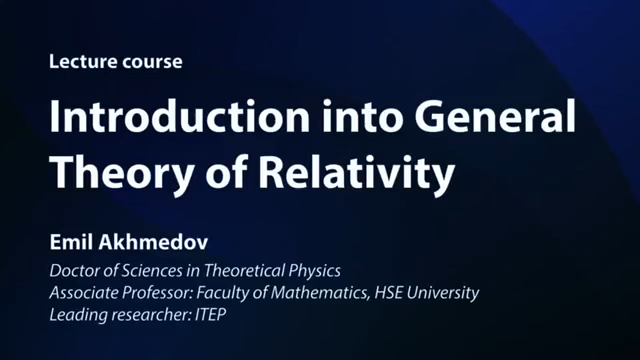 Lecture course
Introduction into General
Theory of Relativity
Emil Akhmedov
Doctor of Sciences in Theoretical Physics
Associate Professor: Faculty of Mathematics, HSE University
Leading researcher: ITEP